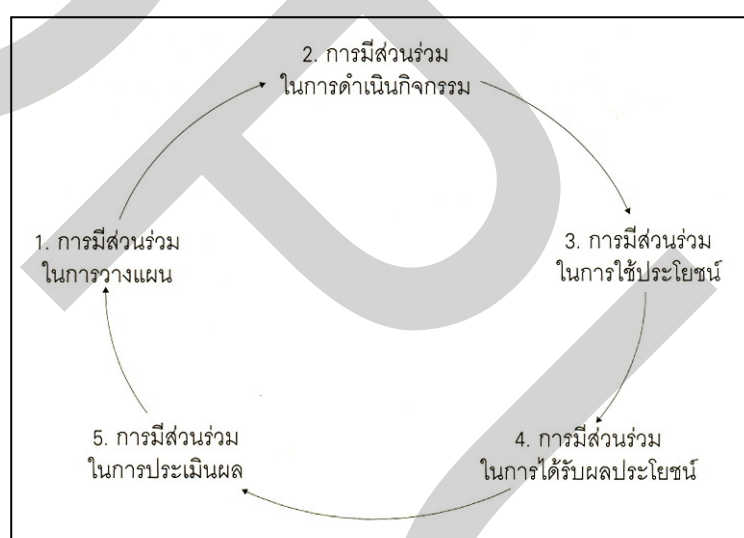 1. การมีส่วนร่วม
ในการวางแผน
2. การมีส่วนร่วม
ในการดำเนินกิจกรรม
3. การมีส่วนร่วม
ในการใช้ประโยชน์
4. การมีส่วนร่วม
ในการได้รับผลประโยชน์
5. การมีส่วนร่วม
ในการประเมินผล